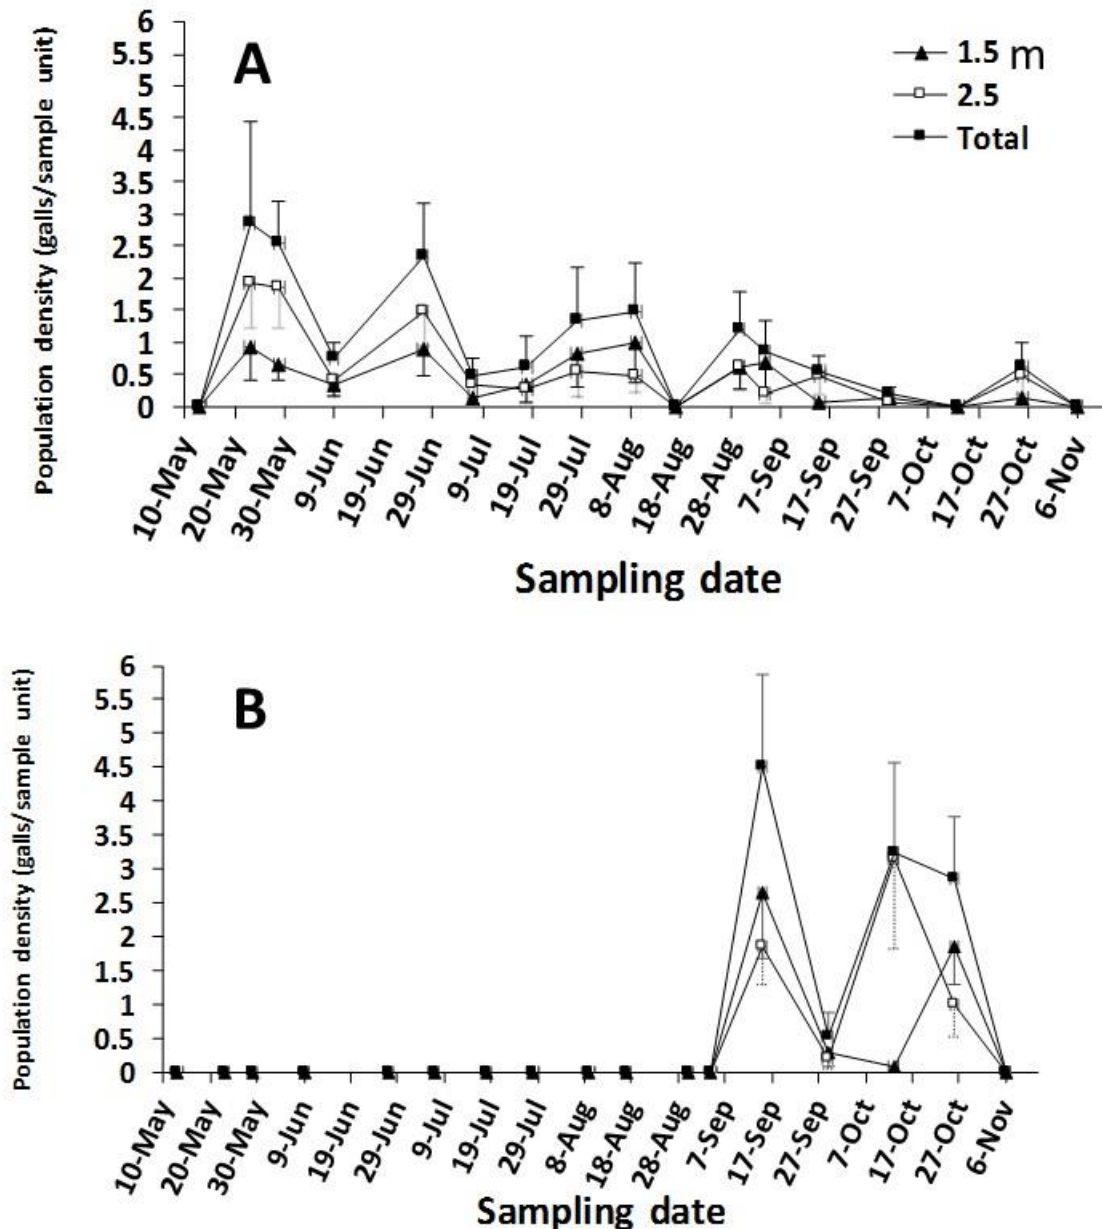 A
1.5 m
2.5
Total
Population density (galls/sample unit)
6
5.5
5
4.5
4
3.5
3
2.5
2
1.5
1
0.5
0
10-May
20-May
30-May
9-Jun
19-Jun
29-Jun
9-Jul
19-Jul
29-Jul
8-Aug
18-Aug
28-Aug
7-Sep
17-Sep
27-Sep
7-Oct
17-Oct
27-Oct
6-Nov
Sampling date
B
Population density (galls/sample unit)
6
5.5
5
4.5
4
3.5
3
2.5
2
1.5
1
0.5
0
10-May
20-May
30-May
9-Jun
19-Jun
29-Jun
9-Jul
19-Jul
29-Jul
8-Aug
18-Aug
28-Aug
7-Sep
17-Sep
27-Sep
7-Oct
17-Oct
27-Oct
6-Nov
Sampling date